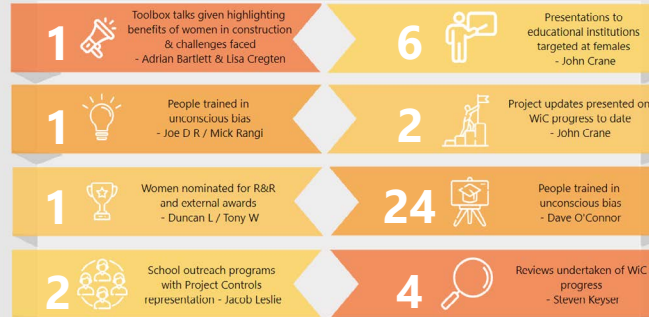 1
Toolbox talks given highlighting
benefits of women in construction
& challenges faced
- Adrian Bartlett & Lisa Cregten
6
Presentations to
educational institutions
targeted at females
- John Crane
1
People trained in
unconscious bias
- Joe D R / Mick Rangi
2
Project updates presented on
WiC progress to date
- John Crane
1
Women nominated for R&R
and external awards
- Duncan L / Tony W
24
People trained in
unconscious bias
- Dave O'Connor
2
School outreach programs
with Project Controls
representation - Jacob Leslie
4
Reviews undertaken of WiC
progress
- Steven Keyser